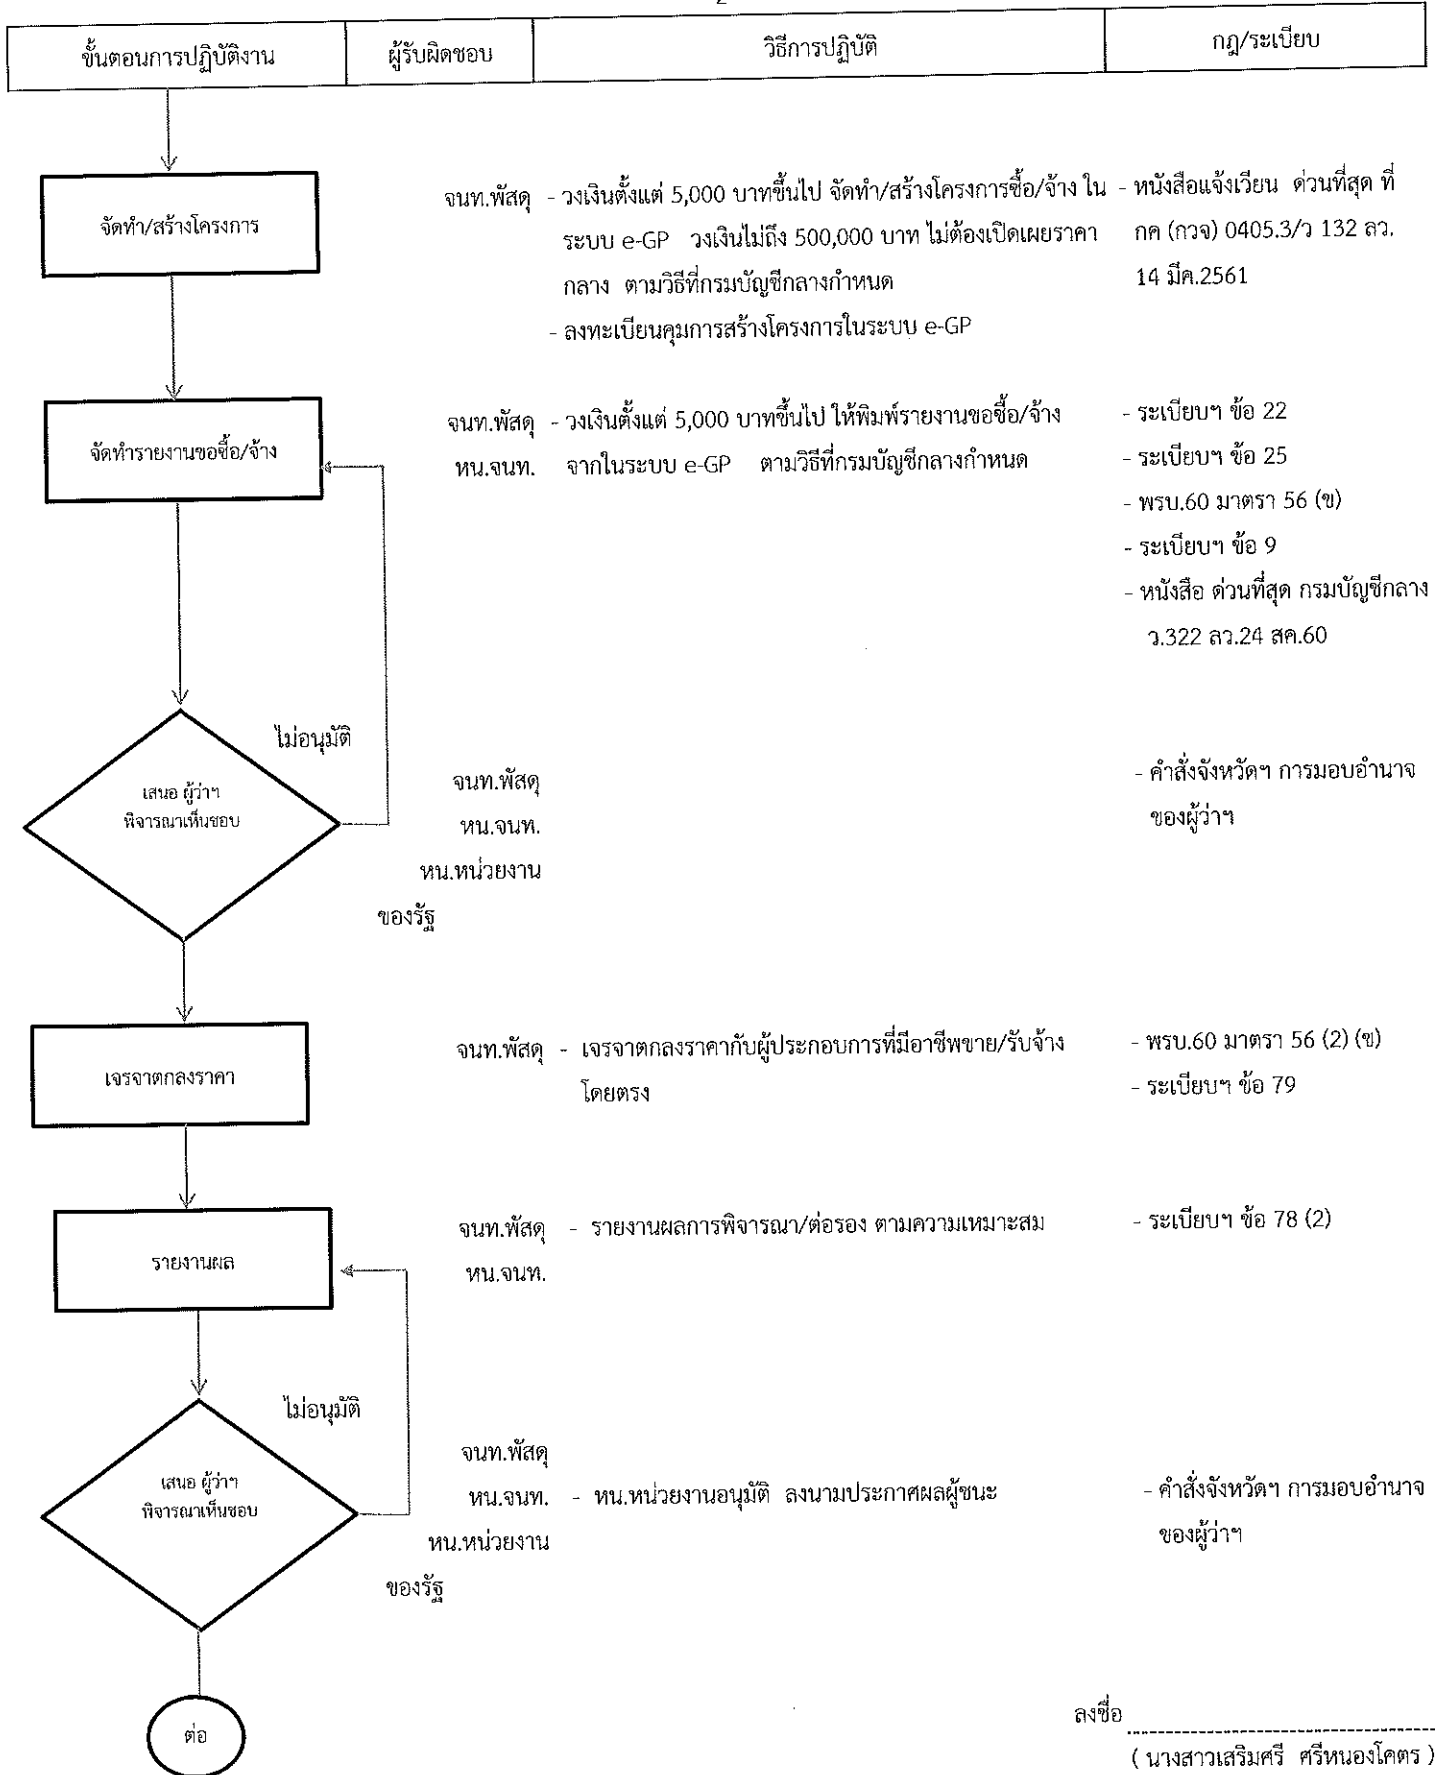 2
ขั้นตอนการปฏิบัติงาน ผู้รับผิดชอบ วิธีการปฏิบัติ กฎ/ระเบียบ
จัดทำ/สร้างโครงการ
จนท.พัสดุ
- วงเงินตั้งแต่ 5,000 บาทขึ้นไป จัดทำ/สร้างโครงการซื้อ/จ้าง ใน
ระบบ e-GP วงเงินไม่ถึง 500,000 บาท ไม่ต้องเปิดเผยราคา
กลาง ตามวิธีที่กรมบัญชีกลางกำหนด
- ลงทะเบียนคุมการสร้างโครงการในระบบ e-GP
- หนังสือแจ้งเวียน ด่วนที่สุด ที่
กค (กวจ) 0405.3/ว 132 ลว.
14 มีค.2561
จัดทำรายงานขอซื้อ/จ้าง
จนท.พัสดุ
หน.จนท.
- วงเงินตั้งแต่ 5,000 บาทขึ้นไป ให้พิมพ์รายงานขอซื้อ/จ้าง
จากในระบบ e-GP ตามวิธีที่กรมบัญชีกลางกำหนด
- ระเบียบฯ ข้อ 22
- ระเบียบฯ ข้อ 25
- พรบ.60 มาตรา 56 (ข)
- ระเบียบฯ ข้อ 9
- หนังสือ ด่วนที่สุด กรมบัญชีกลาง
ว.322 ลว.24 สค.60
ไม่อนุมัติ
เสนอ ผู้ว่าฯ
พิจารณาเห็นชอบ
จนท.พัสดุ
หน.จนท.
หน.หน่วยงาน
ของรัฐ
- คำสั่งจังหวัดฯ การมอบอำนาจ
ของผู้ว่าฯ
เจรจาตกลงราคา
จนท.พัสดุ
- เจรจาตกลงราคากับผู้ประกอบการที่มีอาชีพขาย/รับจ้าง
โดยตรง
- พรบ.60 มาตรา 56 (2) (ข)
- ระเบียบฯ ข้อ 79
รายงานผล
จนท.พัสดุ
หน.จนท.
- รายงานผลการพิจารณา/ต่อรอง ตามความเหมาะสม
- ระเบียบฯ ข้อ 78 (2)
ไม่อนุมัติ
เสนอ ผู้ว่าฯ
พิจารณาเห็นชอบ
จนท.พัสดุ
หน.จนท.
หน.หน่วยงาน
ของรัฐ
- หน.หน่วยงานอนุมัติ ลงนามประกาศผลผู้ชนะ
- คำสั่งจังหวัดฯ การมอบอำนาจ
ของผู้ว่าฯ
ต่อ
ลงชื่อ
( นางสาวเสริมศรี ศรีหนองโคตร )